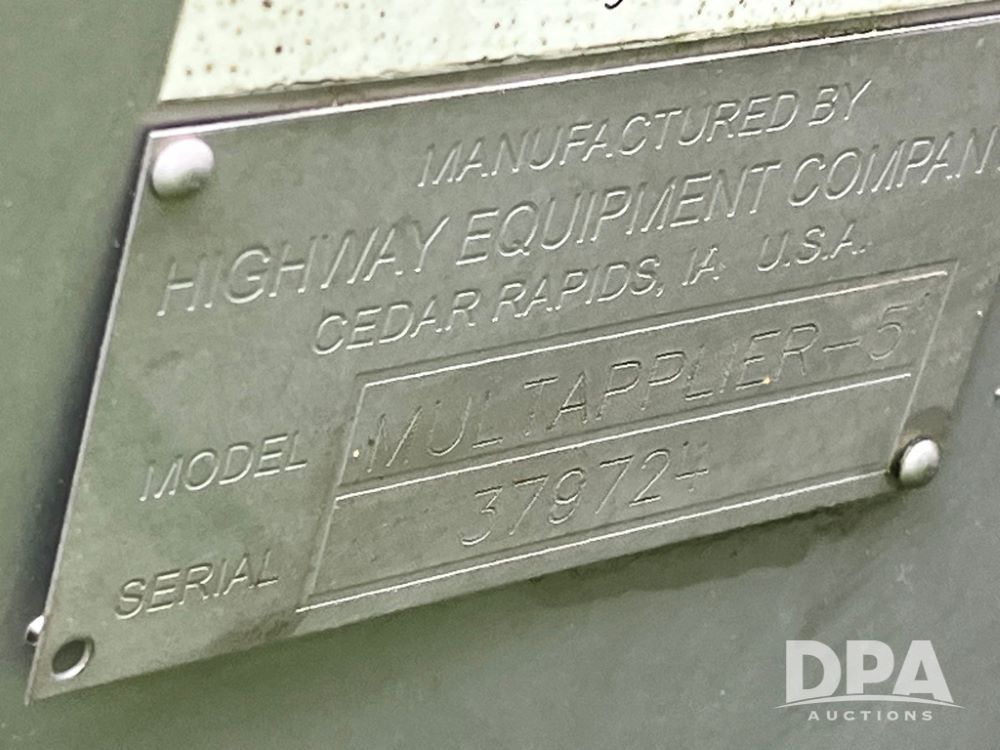 MANUFACTURED BY
HIGHWAY EQUIPMENT COMPAN
CEDAR RAPIDS, IA U.S.A.
MODEL MULTAPPLIER-5
SERIAL 379724
DPA
AUCTIONS